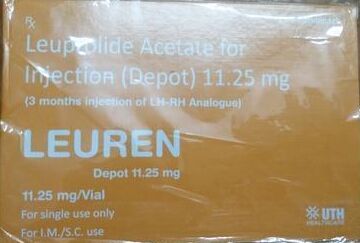 Rx
Leuprolide Acetate for
Injection (Depot) 11.25 mg
(3 months injection of LH-RH Analogue)
LEUREN
Depot 11.25 mg
11.25 mg/Vial
For single use only
For I.M./S.C. use
UTH
HEALTHCARE